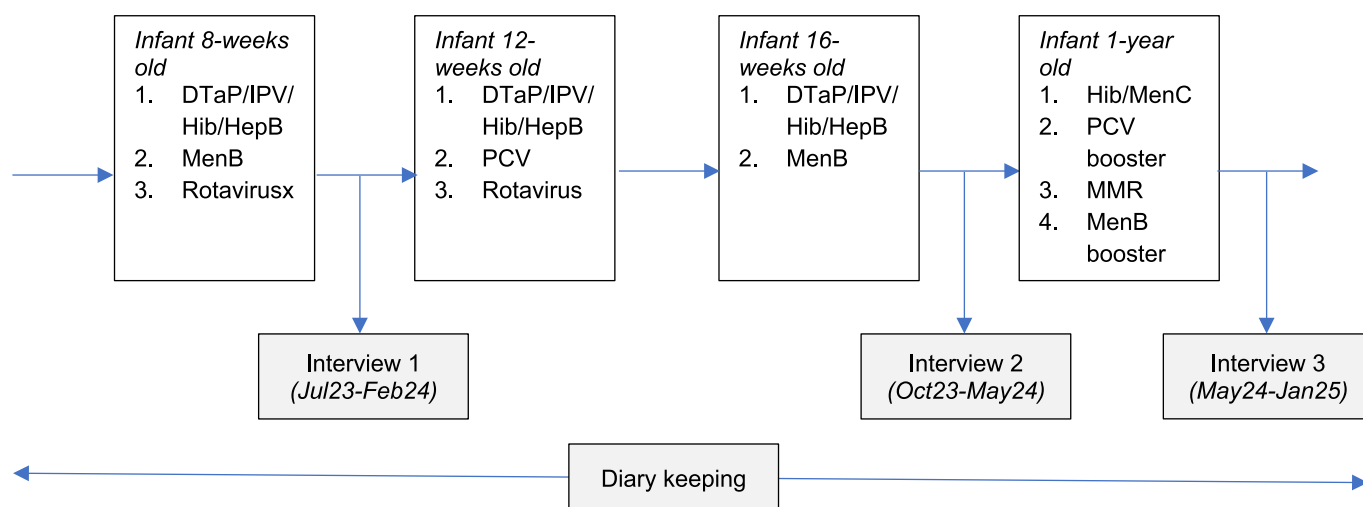 Infant 8-weeks
old
1. DTaP/IPV/
Hib/HepB
2. MenB
3. Rotavirusx
Infant 12-
weeks old
1. DTaP/IPV/
Hib/HepB
2. PCV
3. Rotavirus
Infant 16-
weeks old
1. DTaP/IPV/
Hib/HepB
2. MenB
Infant 1-year
old
1. Hib/MenC
2. PCV
booster
3. MMR
4. MenB
booster
Interview 1
(Jul23-Feb24)
Interview 2
(Oct23-May24)
Interview 3
(May24-Jan25)
Diary keeping